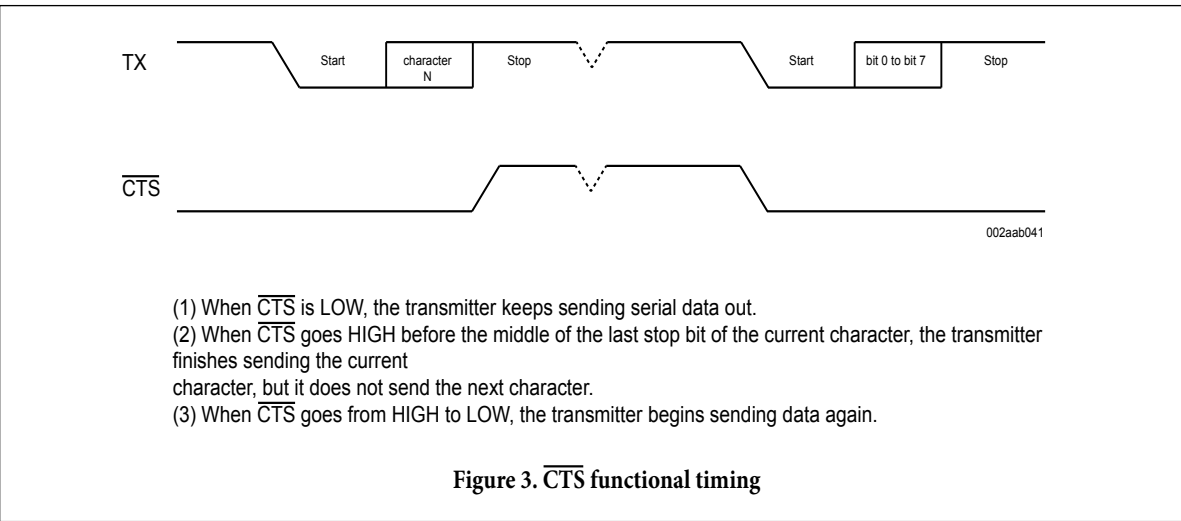 TX
Start
character
N
Stop
Start
bit 0 to bit 7
Stop
CTS
002aab041
(1) When CTS is LOW, the transmitter keeps sending serial data out.
(2) When CTS goes HIGH before the middle of the last stop bit of the current character, the transmitter
finishes sending the current
character, but it does not send the next character.
(3) When CTS goes from HIGH to LOW, the transmitter begins sending data again.
Figure 3. CTS functional timing